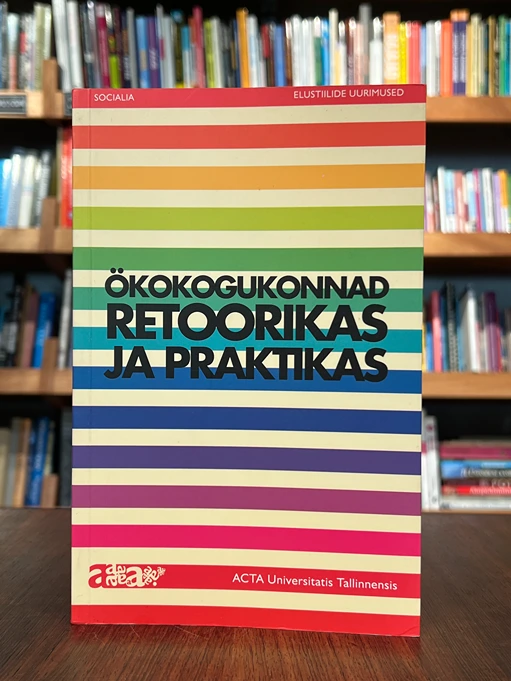 SOCIALIA
ELUSTIILIDE UURIMUSED
ÖKOKOGUKONNAD
RETOORIKAS
JA PRAKTIKAS
ACTA Universitatis Tallinnensis